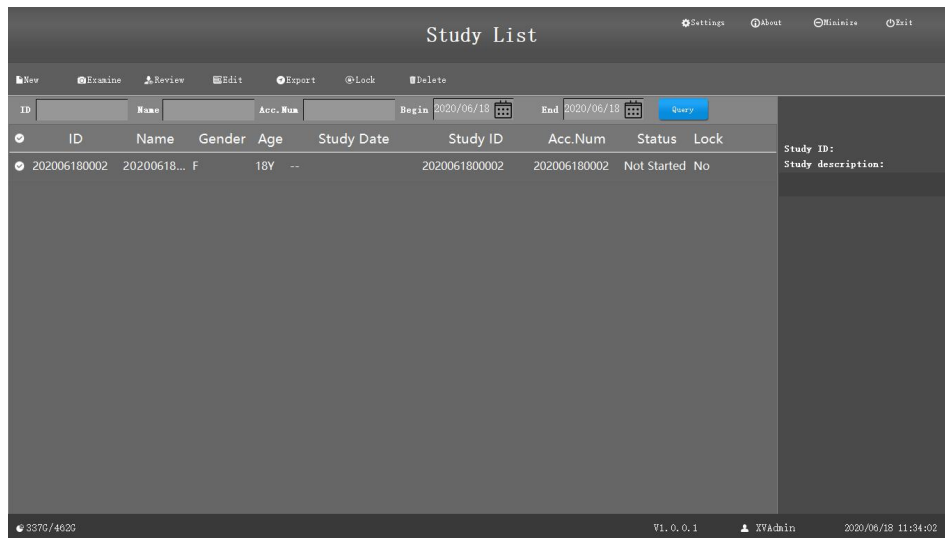 Study List
Settings About Minimize Exit
New Examine Review Edit Export Lock Delete
ID Name Acc.Num Begin 2020/06/18 End 2020/06/18 Query
ID Name Gender Age Study Date Study ID Acc.Num Status Lock
202006180002 20200618... F 18Y -- 2020061800002 202006180002 Not Started No
Study ID:
Study description:
337G/462G V1.0.0.1 XVAdmin 2020/06/18 11:34:02